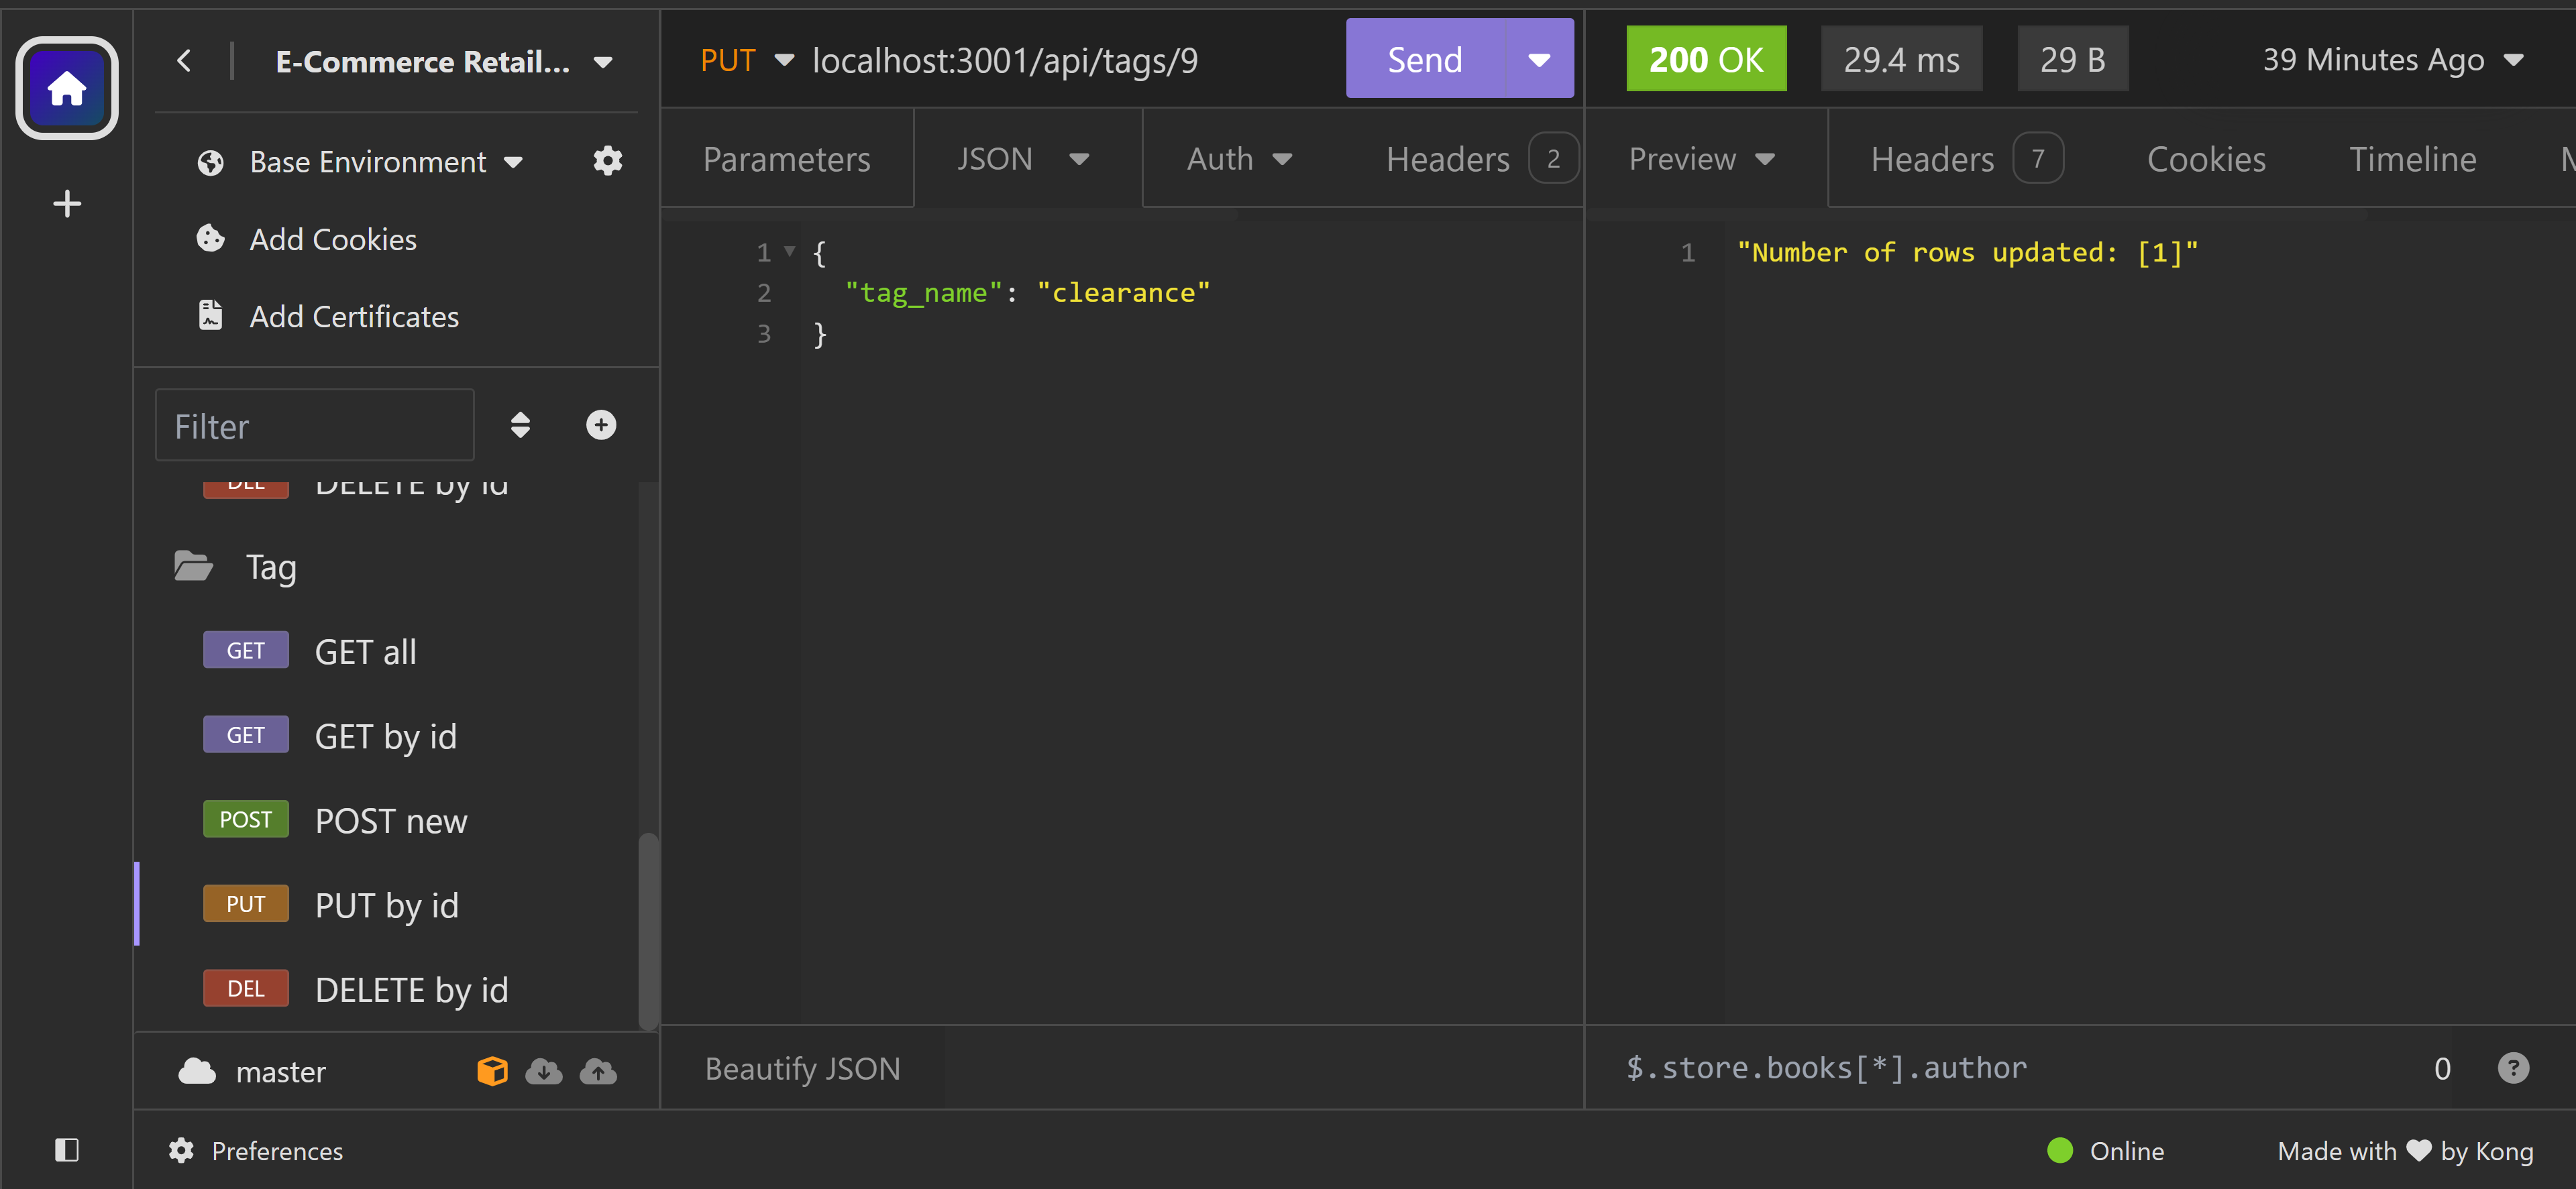 E-Commerce Retail...
Base Environment
Add Cookies
Add Certificates
Filter
DEL DELETE by id
Tag
GET GET all
GET GET by id
POST POST new
PUT PUT by id
DEL DELETE by id
master
PUT localhost:3001/api/tags/9 Send
Parameters JSON Auth Headers 2
1 {
2 "tag_name": "clearance"
3 }
Beautify JSON
200 OK 29.4 ms 29 B 39 Minutes Ago
Preview Headers 7 Cookies Timeline
1 "Number of rows updated: [1]"
$.store.books[*].author 0 ?
Preferences Online Made with ♥ by Kong